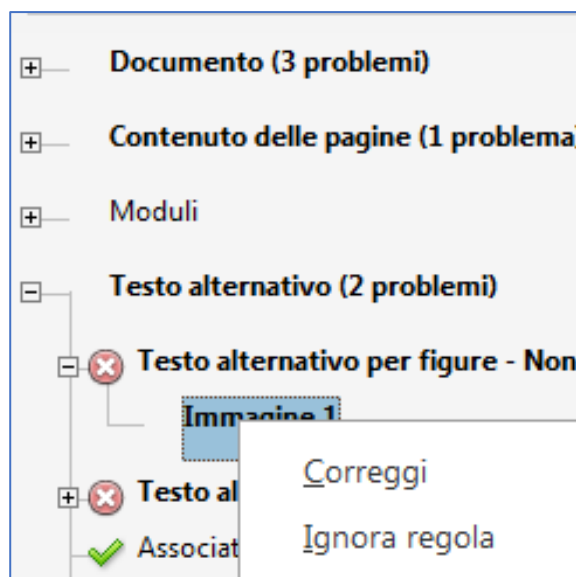 Documento (3 problemi)
Contenuto delle pagine (1 problema)
Moduli
Testo alternativo (2 problemi)
Testo alternativo per figure - Non
Immagine 1
Correggi
Testo al
Ignora regola
Associat